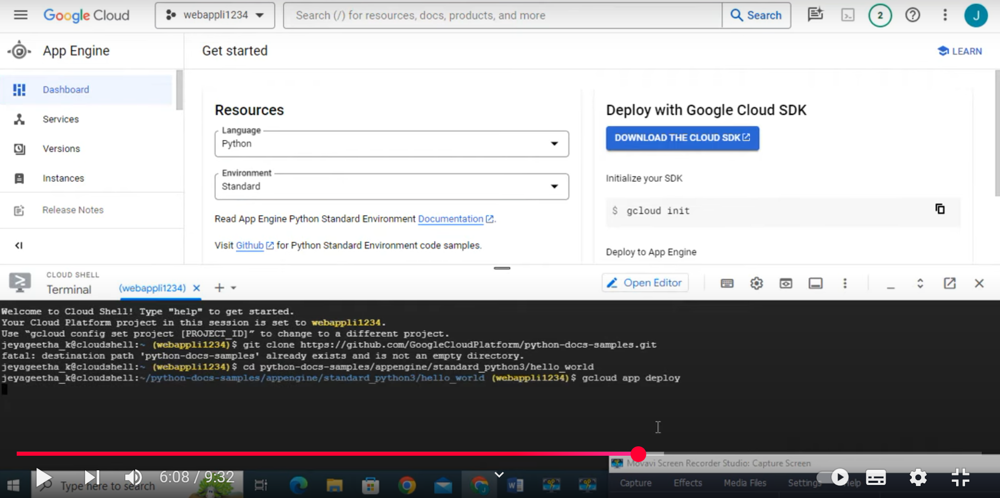 Google Cloud
webappli1234
Search (/) for resources, docs, products, and more
Search
2
J
App Engine
Get started
LEARN
Dashboard
Services
Versions
Instances
Release Notes
Resources
Language
Python
Environment
Standard
Read App Engine Python Standard Environment Documentation.
Visit Github for Python Standard Environment code samples.
Deploy with Google Cloud SDK
DOWNLOAD THE CLOUD SDK
Initialize your SDK
$ gcloud init
Deploy to App Engine
CLOUD SHELL
Terminal
(webappli1234)
Open Editor
Welcome to Cloud Shell! Type "help" to get started.
Your Cloud Platform project in this session is set to webappli1234.
Use “gcloud config set project [PROJECT_ID]” to change to a different project.
jeyageetha_k@cloudshell:~ (webappli1234)$ git clone https://github.com/GoogleCloudPlatform/python-docs-samples.git
fatal: destination path 'python-docs-samples' already exists and is not an empty directory.
jeyageetha_k@cloudshell:~ (webappli1234)$ cd python-docs-samples/appengine/standard_python3/hello_world
jeyageetha_k@cloudshell:~/python-docs-samples/appengine/standard_python3/hello_world (webappli1234)$ gcloud app deploy
Movavi Screen Recorder Studio: Capture Screen
6:08 / 9:32
Type here to search
Capture Effects Media Files Settings Help